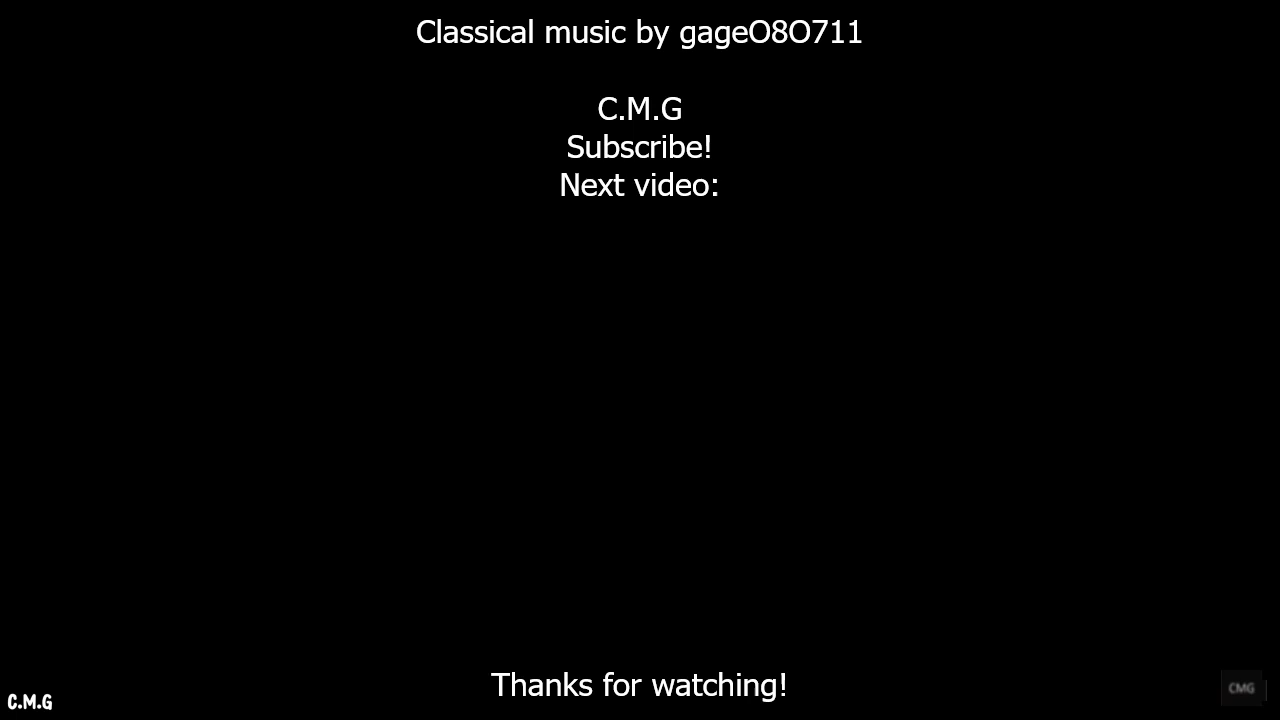 Classical music by gageO8O711
C.M.G
Subscribe!
Next video:
Thanks for watching!
C.M.G
CMG